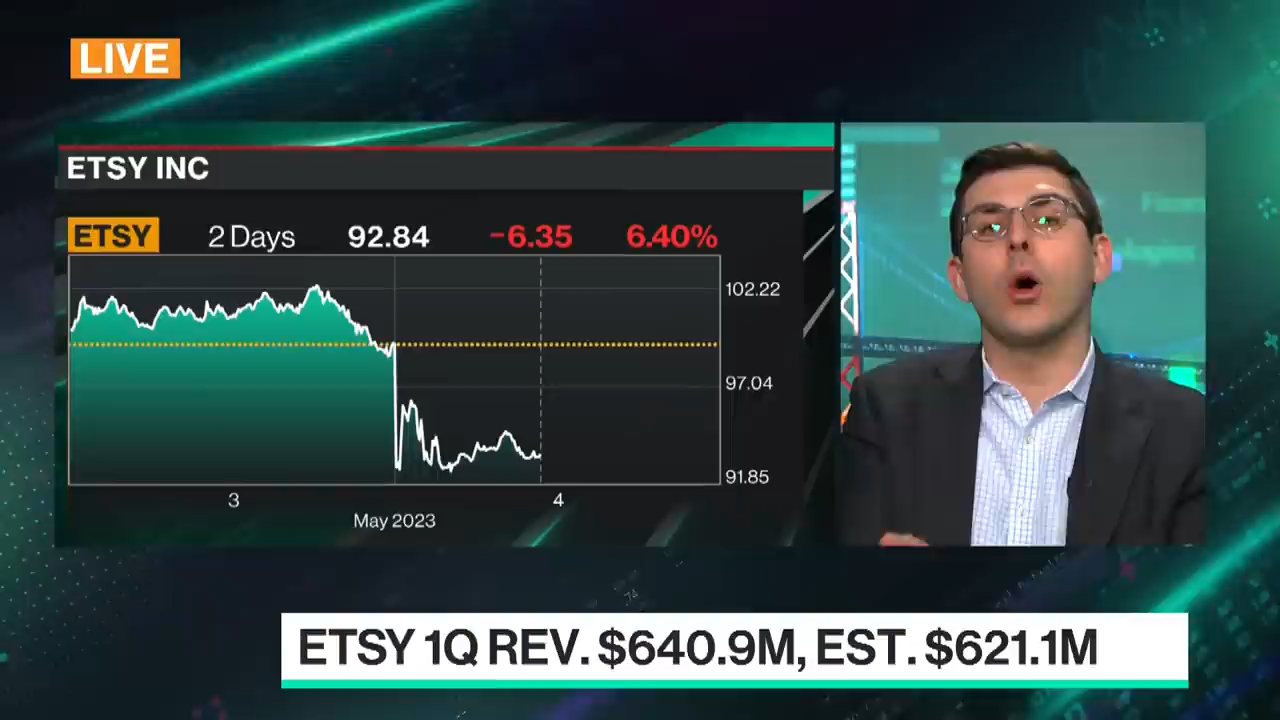 LIVE
ETSY INC
ETSY 2 Days 92.84 -6.35 6.40%
102.22
97.04
91.85
3 4
May 2023
ETSY 1Q REV. $640.9M, EST. $621.1M